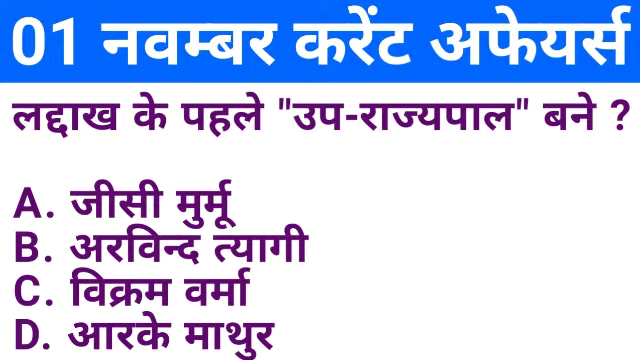 01 नवम्बर करेंट अफेयर्स
लद्दाख के पहले "उप-राज्यपाल" बने ?
A. जीसी मुर्मू
B. अरविन्द त्यागी
C. विक्रम वर्मा
D. आरके माथुर